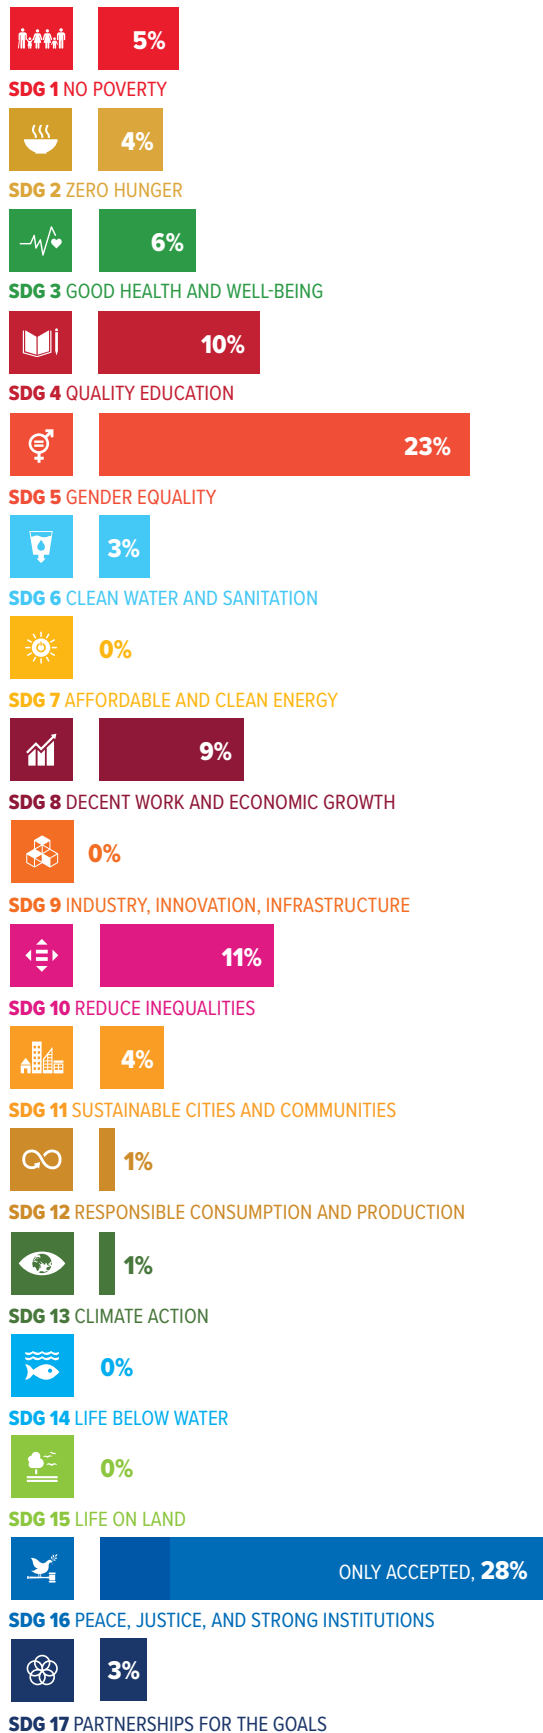 5%
SDG 1 NO POVERTY
4%
SDG 2 ZERO HUNGER
6%
SDG 3 GOOD HEALTH AND WELL-BEING
10%
SDG 4 QUALITY EDUCATION
23%
SDG 5 GENDER EQUALITY
3%
SDG 6 CLEAN WATER AND SANITATION
0%
SDG 7 AFFORDABLE AND CLEAN ENERGY
9%
SDG 8 DECENT WORK AND ECONOMIC GROWTH
0%
SDG 9 INDUSTRY, INNOVATION, INFRASTRUCTURE
11%
SDG 10 REDUCE INEQUALITIES
4%
SDG 11 SUSTAINABLE CITIES AND COMMUNITIES
1%
SDG 12 RESPONSIBLE CONSUMPTION AND PRODUCTION
1%
SDG 13 CLIMATE ACTION
0%
SDG 14 LIFE BELOW WATER
0%
SDG 15 LIFE ON LAND
ONLY ACCEPTED, 28%
SDG 16 PEACE, JUSTICE, AND STRONG INSTITUTIONS
3%
SDG 17 PARTNERSHIPS FOR THE GOALS